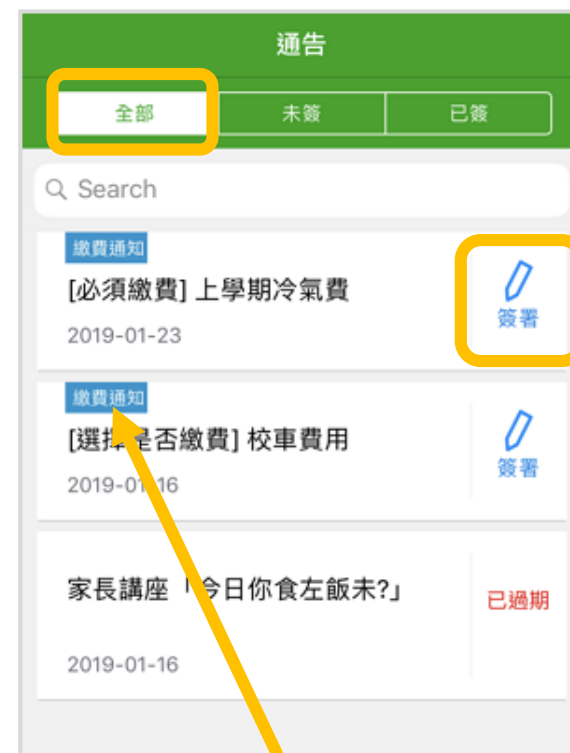 通告
全部 未簽 已簽
Search
繳費通知
[必須繳費] 上學期冷氣費
簽署
2019-01-23
繳費通知
[選擇是否繳費] 校車費用
簽署
2019-01-16
家長講座「今日你食左飯未?」
已過期
2019-01-16